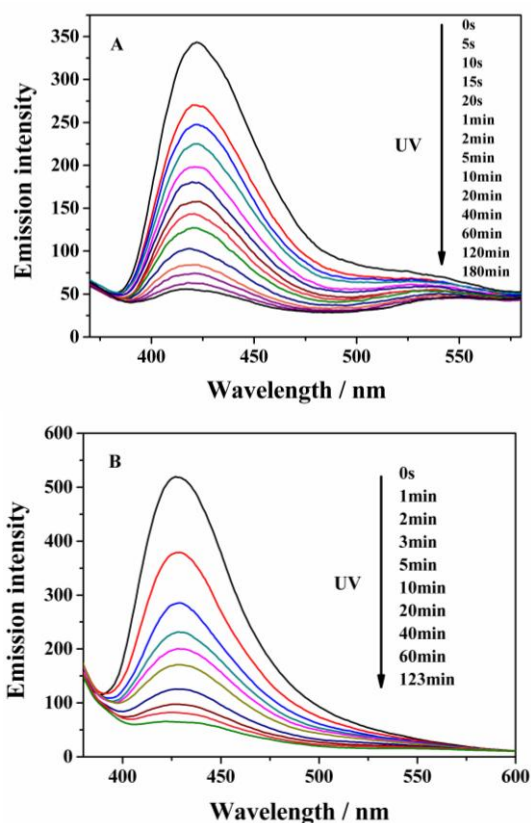 A
Emission intensity
350
300
250
200
150
100
50
0
UV
0s
5s
10s
15s
20s
1min
2min
5min
10min
20min
40min
60min
120min
180min
400
450
500
550
Wavelength / nm
B
Emission intensity
600
500
400
300
200
100
0
UV
0s
1min
2min
3min
5min
10min
20min
40min
60min
123min
400
450
500
550
600
Wavelength / nm